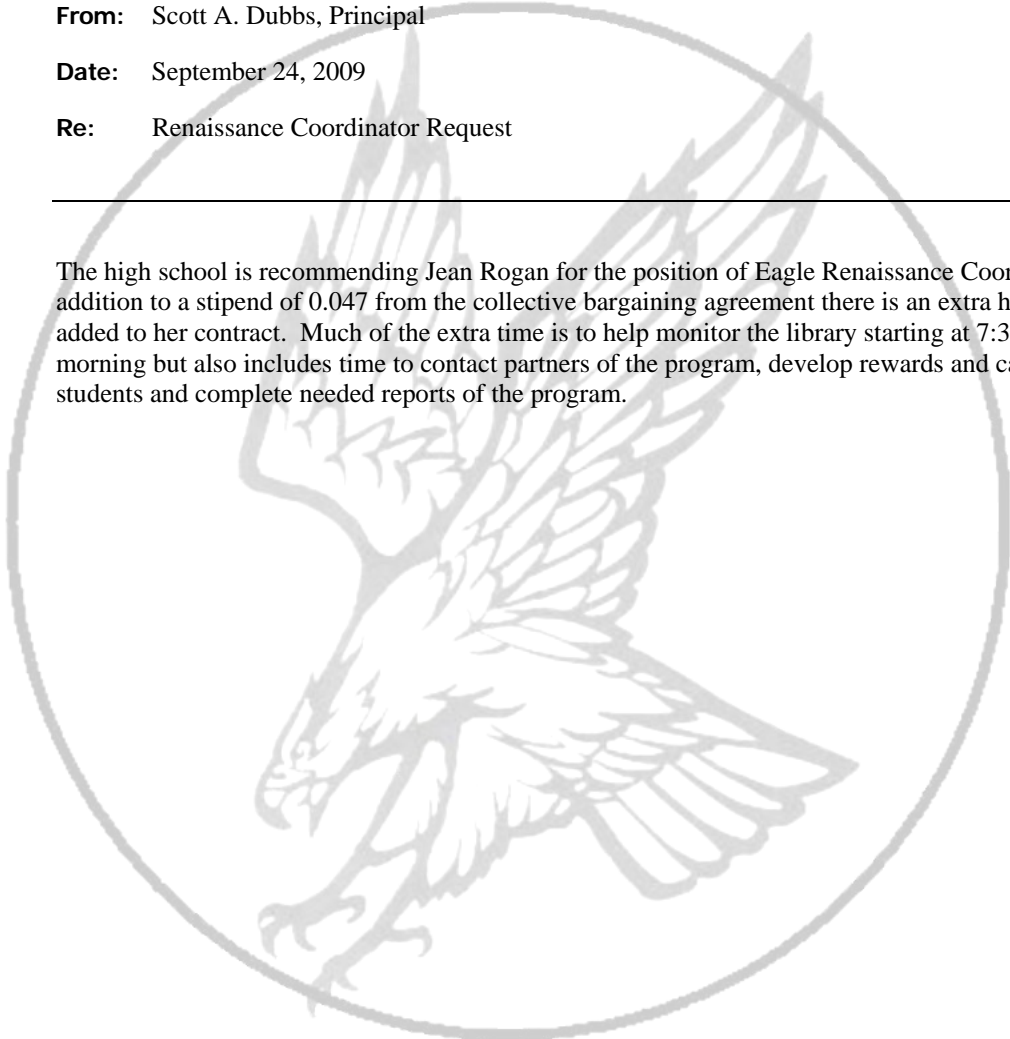 From: Scott A. Dubbs, Principal
Date: September 24, 2009
Re: Renaissance Coordinator Request
The high school is recommending Jean Rogan for the position of Eagle Renaissance
addition to a stipend of 0.047 from the collective bargaining agreement there is an extra
added to her contract. Much of the extra time is to help monitor the library starting at
morning but also includes time to contact partners of the program, develop rewards and
students and complete needed reports of the program.